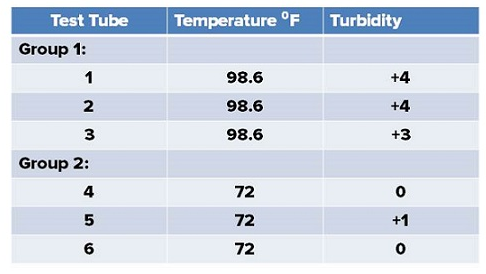 Test Tube Temperature ⁰F Turbidity
Group 1:
1 98.6 +4
2 98.6 +4
3 98.6 +3
Group 2:
4 72 0
5 72 +1
6 72 0